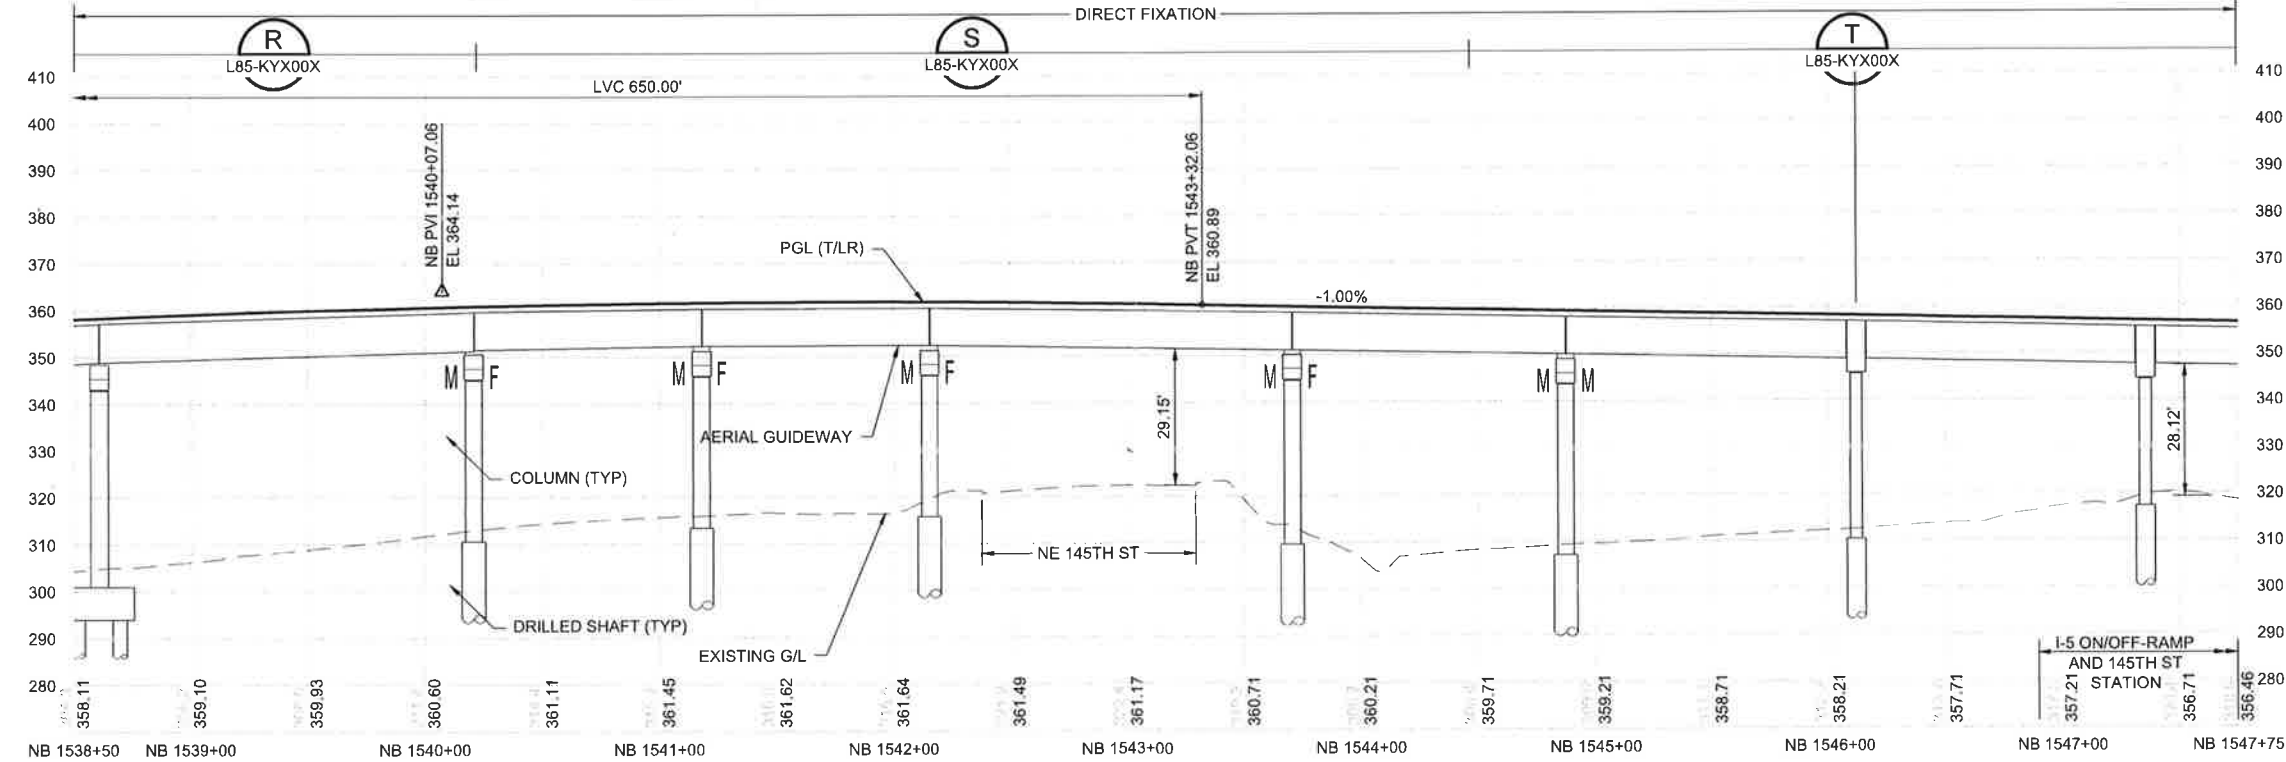 DIRECT FIXATION
R
L85-KYX00X
S
L85-KYX00X
T
L85-KYX00X
LVC 650.00'
410
400
390
380
370
360
350
340
330
320
310
300
290
280
410
400
390
380
370
360
350
340
330
320
310
300
290
280
NB PVI 1540+07.06
EL 364.14
NB PVT 1543+32.06
EL 360.89
PGL (T/LR)
-1.00%
M F
M F
M F
M F
M M
AERIAL GUIDEWAY
29.15'
28.12'
COLUMN (TYP)
NE 145TH ST
DRILLED SHAFT (TYP)
EXISTING G/L
I-5 ON/OFF-RAMP
AND 145TH ST
STATION
358.11
359.10
359.93
360.60
361.11
361.45
361.62
361.64
361.49
361.17
360.71
360.21
359.71
359.21
358.71
358.21
357.71
357.21
356.71
356.46
NB 1538+50
NB 1539+00
NB 1540+00
NB 1541+00
NB 1542+00
NB 1543+00
NB 1544+00
NB 1545+00
NB 1546+00
NB 1547+00
NB 1547+75